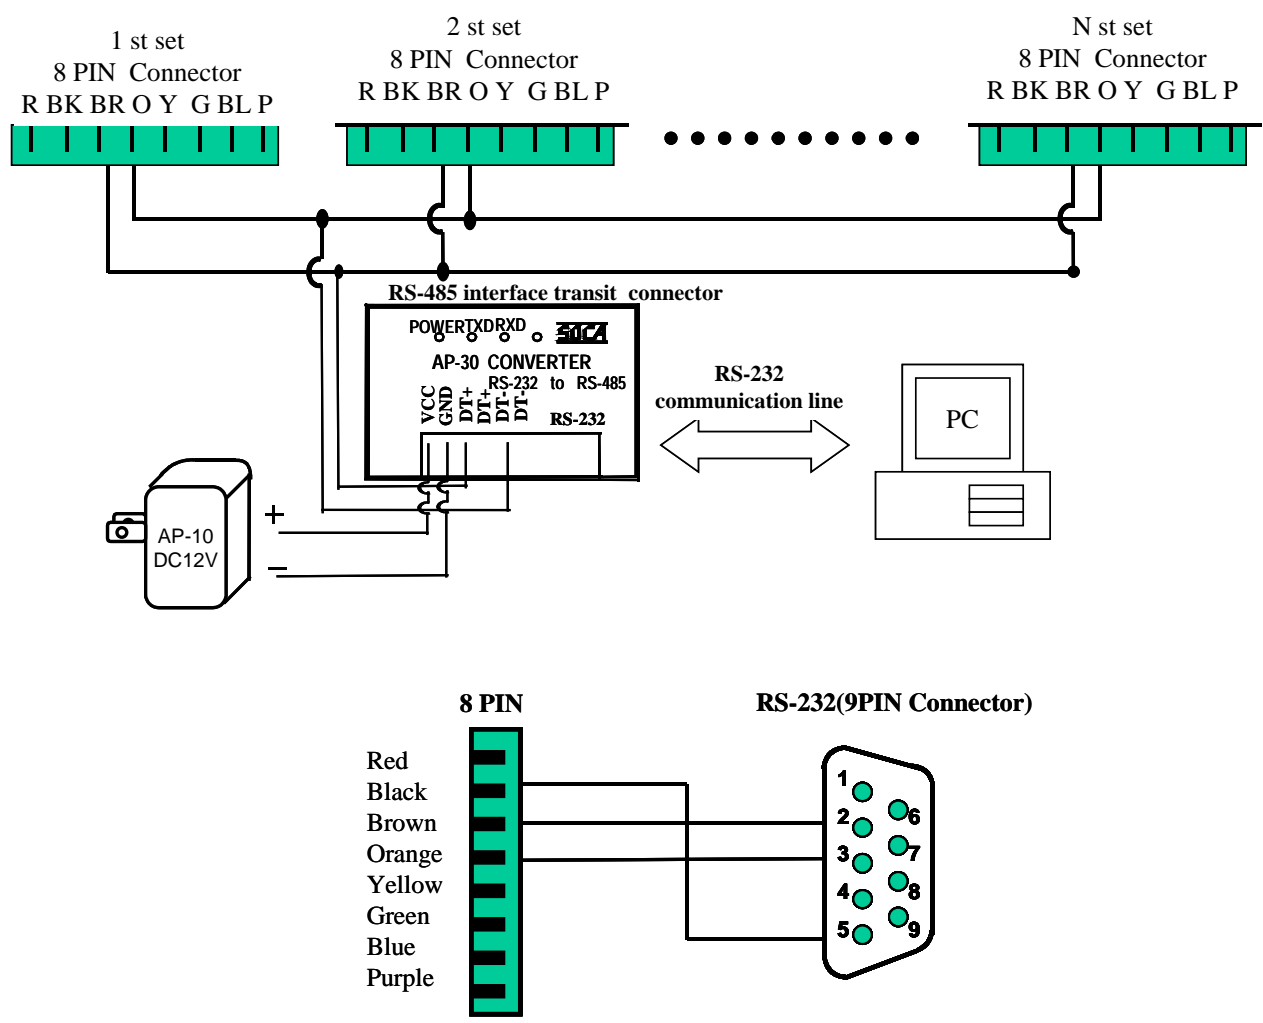 1 st set
8 PIN Connector
R BK BR O Y G BL P
2 st set
8 PIN Connector
R BK BR O Y G BL P
N st set
8 PIN Connector
R BK BR O Y G BL P
RS-485 interface transit connector
POWER TXD RXD
SOCA
AP-30 CONVERTER
RS-232 to RS-485
VCC
GND
DT+
DT+
DT-
DT-
RS-232
RS-232
communication line
PC
+
AP-10
DC12V
−
8 PIN
RS-232(9PIN Connector)
Red
Black
Brown
Orange
Yellow
Green
Blue
Purple
1
6
2
7
3
8
4
9
5